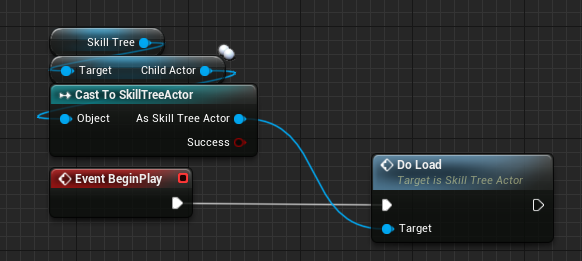 Skill Tree
Target Child Actor
Cast To SkillTreeActor
Object As Skill Tree Actor
Success
Event BeginPlay
Do Load
Target is Skill Tree Actor
Target